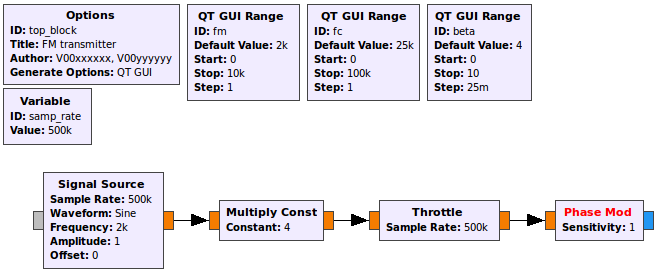 Options
ID: top_block
Title: FM transmitter
Author: V00xxxxxx, V00yyyyyy
Generate Options: QT GUI
QT GUI Range
ID: fm
Default Value: 2k
Start: 0
Stop: 10k
Step: 1
QT GUI Range
ID: fc
Default Value: 25k
Start: 0
Stop: 100k
Step: 1
QT GUI Range
ID: beta
Default Value: 4
Start: 0
Stop: 10
Step: 25m
Variable
ID: samp_rate
Value: 500k
Signal Source
Sample Rate: 500k
Waveform: Sine
Frequency: 2k
Amplitude: 1
Offset: 0
Multiply Const
Constant: 4
Throttle
Sample Rate: 500k
Phase Mod
Sensitivity: 1